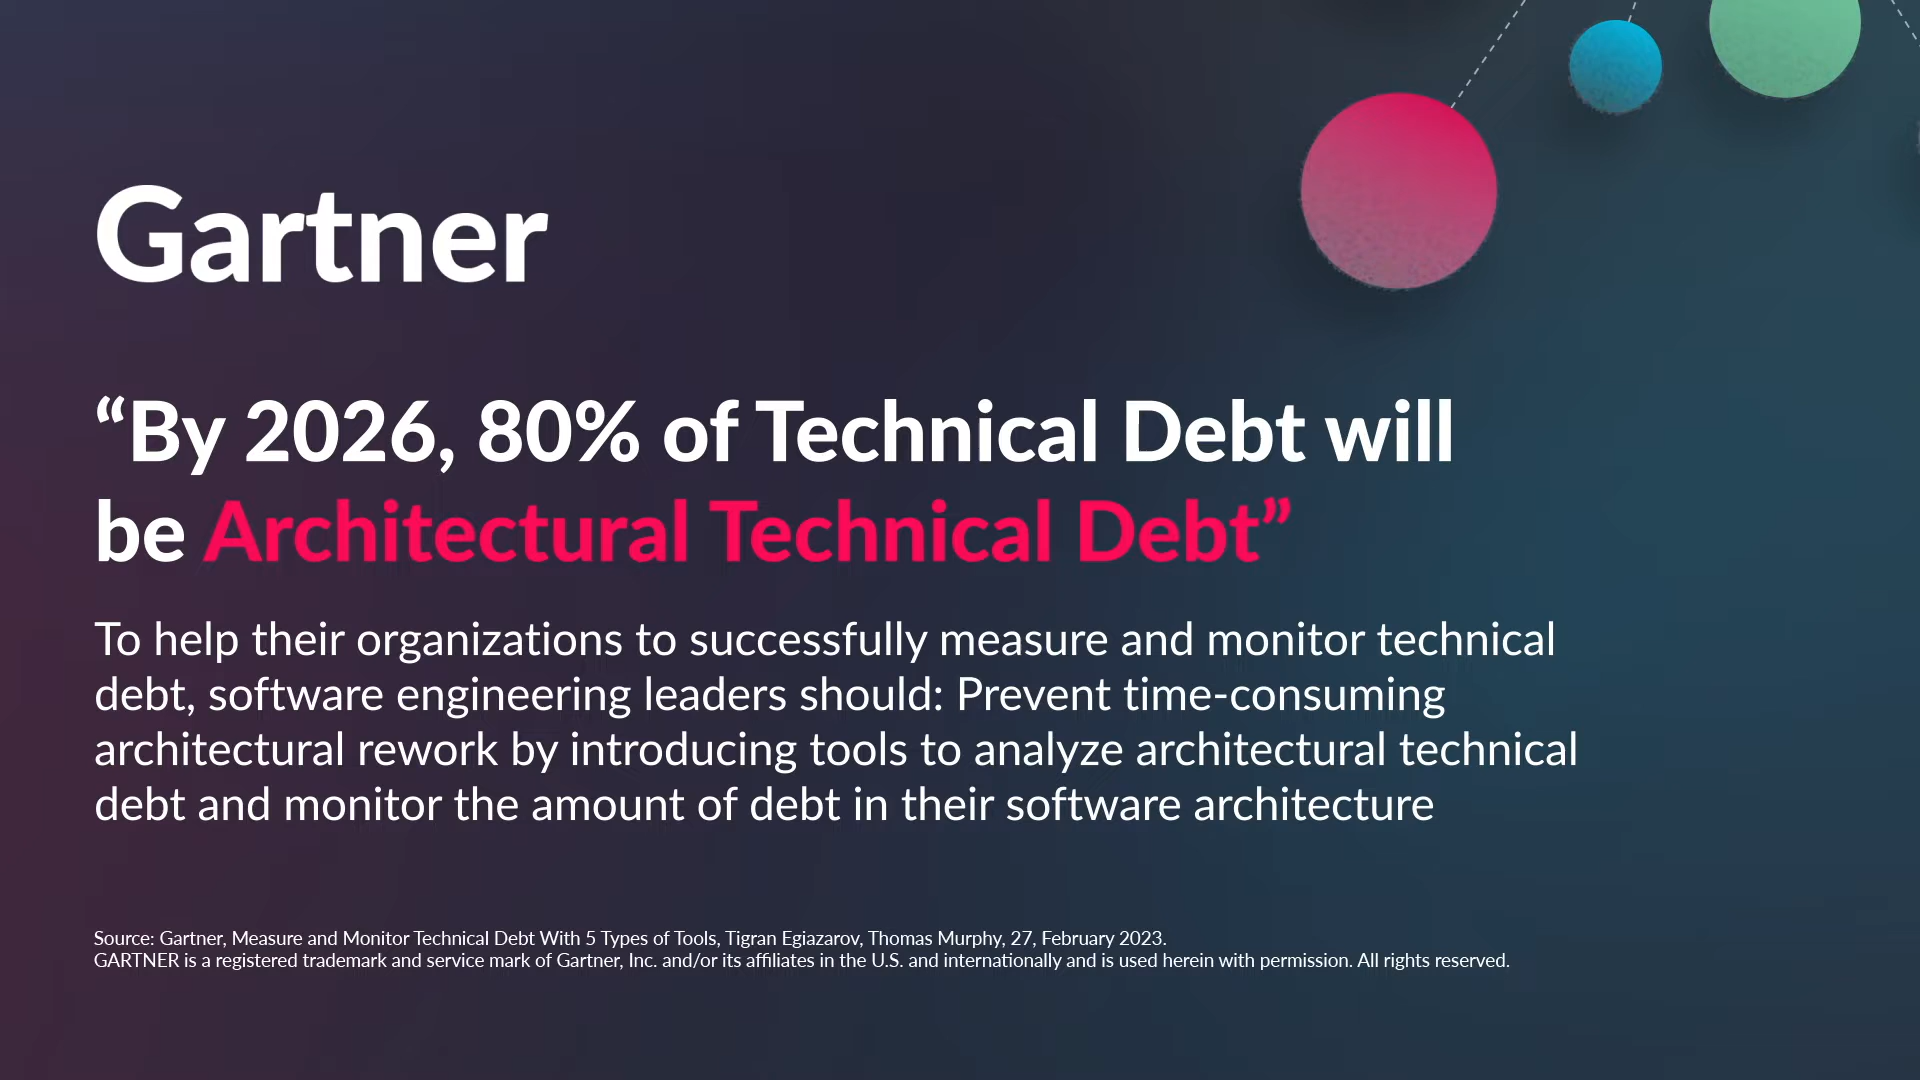 Gartner
“By 2026, 80% of Technical Debt will
be Architectural Technical Debt”
To help their organizations to successfully measure and monitor technical
debt, software engineering leaders should: Prevent time-consuming
architectural rework by introducing tools to analyze architectural technical
debt and monitor the amount of debt in their software architecture
Source: Gartner, Measure and Monitor Technical Debt With 5 Types of Tools, Tigran Egiazarov, Thomas Murphy, 27, February 2023.
GARTNER is a registered trademark and service mark of Gartner, Inc. and/or its affiliates in the U.S. and internationally and is used herein with permission. All rights reserved.